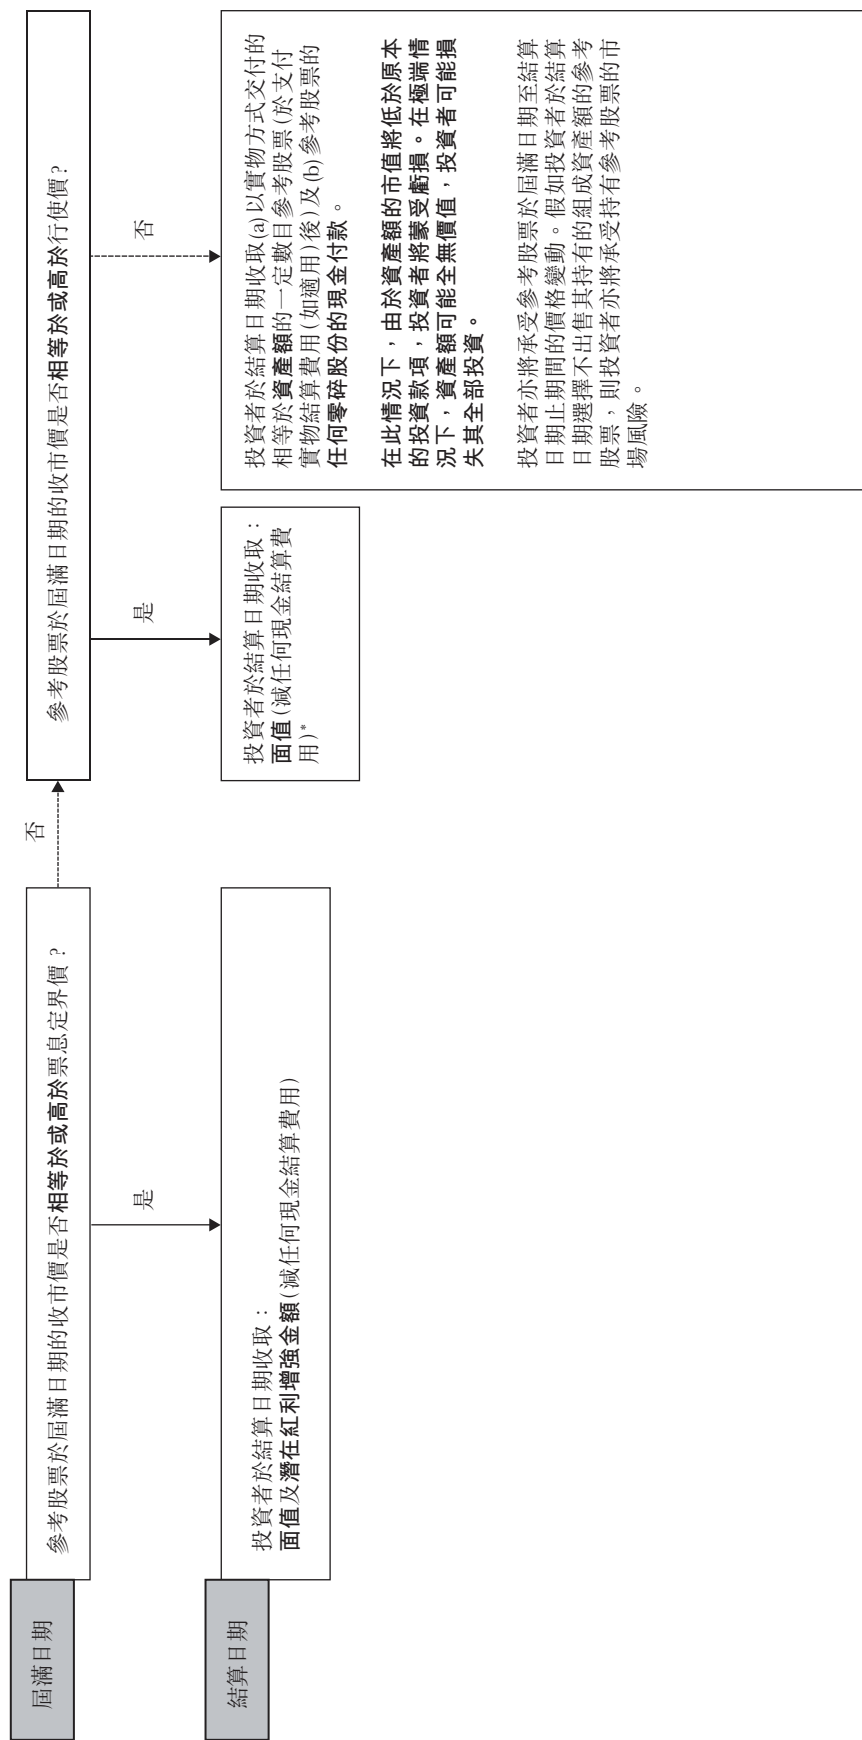 屆滿日期
參考股票於屆滿日期的收市價是否相等於或高於票息定界價？
否
參考股票於屆滿日期的收市價是否相等於或高於行使價？
是
是
否
結算日期
投資者於結算日期收取：
面值及潛在紅利增強金額(減任何現金結算費用)
投資者於結算日期收取：
面值(減任何現金結算費
用)*
投資者於結算日期收取(a)以實物方式交付的
相等於資產額的一定數目參考股票(於支付
實物結算費用(如適用)後)及(b)參考股票的
任何零碎股份的現金付款。
在此情況下，由於資產額的市值將低於原本
的投資款項，投資者將蒙受虧損。在極端情
況下，資產額可能全無價值，投資者可能損
失其全部投資。
投資者亦將承受參考股票於屆滿日期至結算
日期止期間的價格變動。假如投資者於結算
日期選擇不出售其持有的組成資產額的參考
股票，則投資者亦將承受持有參考股票的市
場風險。